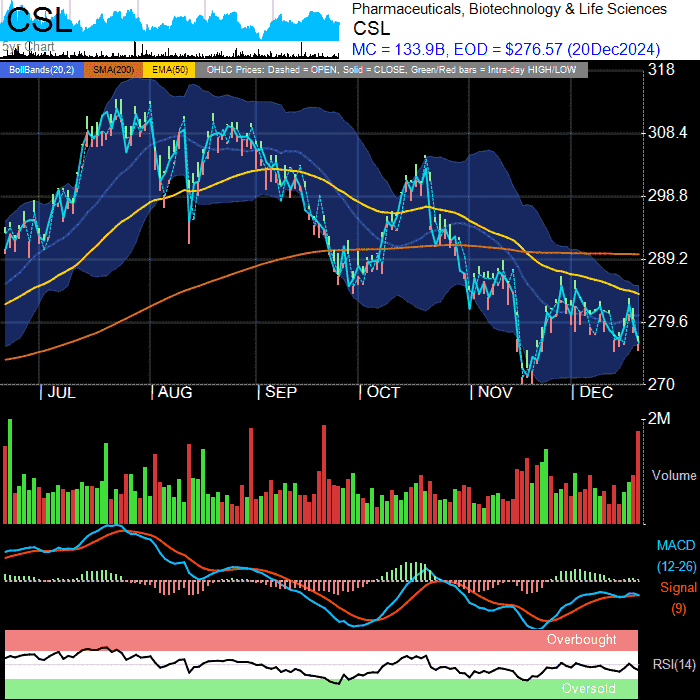 CSL
5yr Chart
Pharmaceuticals, Biotechnology & Life Sciences
CSL
MC = 133.9B, EOD = $276.57 (20Dec2024)
BollBands(20,2) SMA(200) EMA(50) OHLC Prices: Dashed = OPEN, Solid = CLOSE, Green/Red bars = Intra-day HIGH/LOW
318
308.4
298.8
289.2
279.6
270
| JUL | AUG | SEP | OCT | NOV | DEC
2M
Volume
MACD
(12-26)
Signal
(9)
Overbought
RSI(14)
Oversold